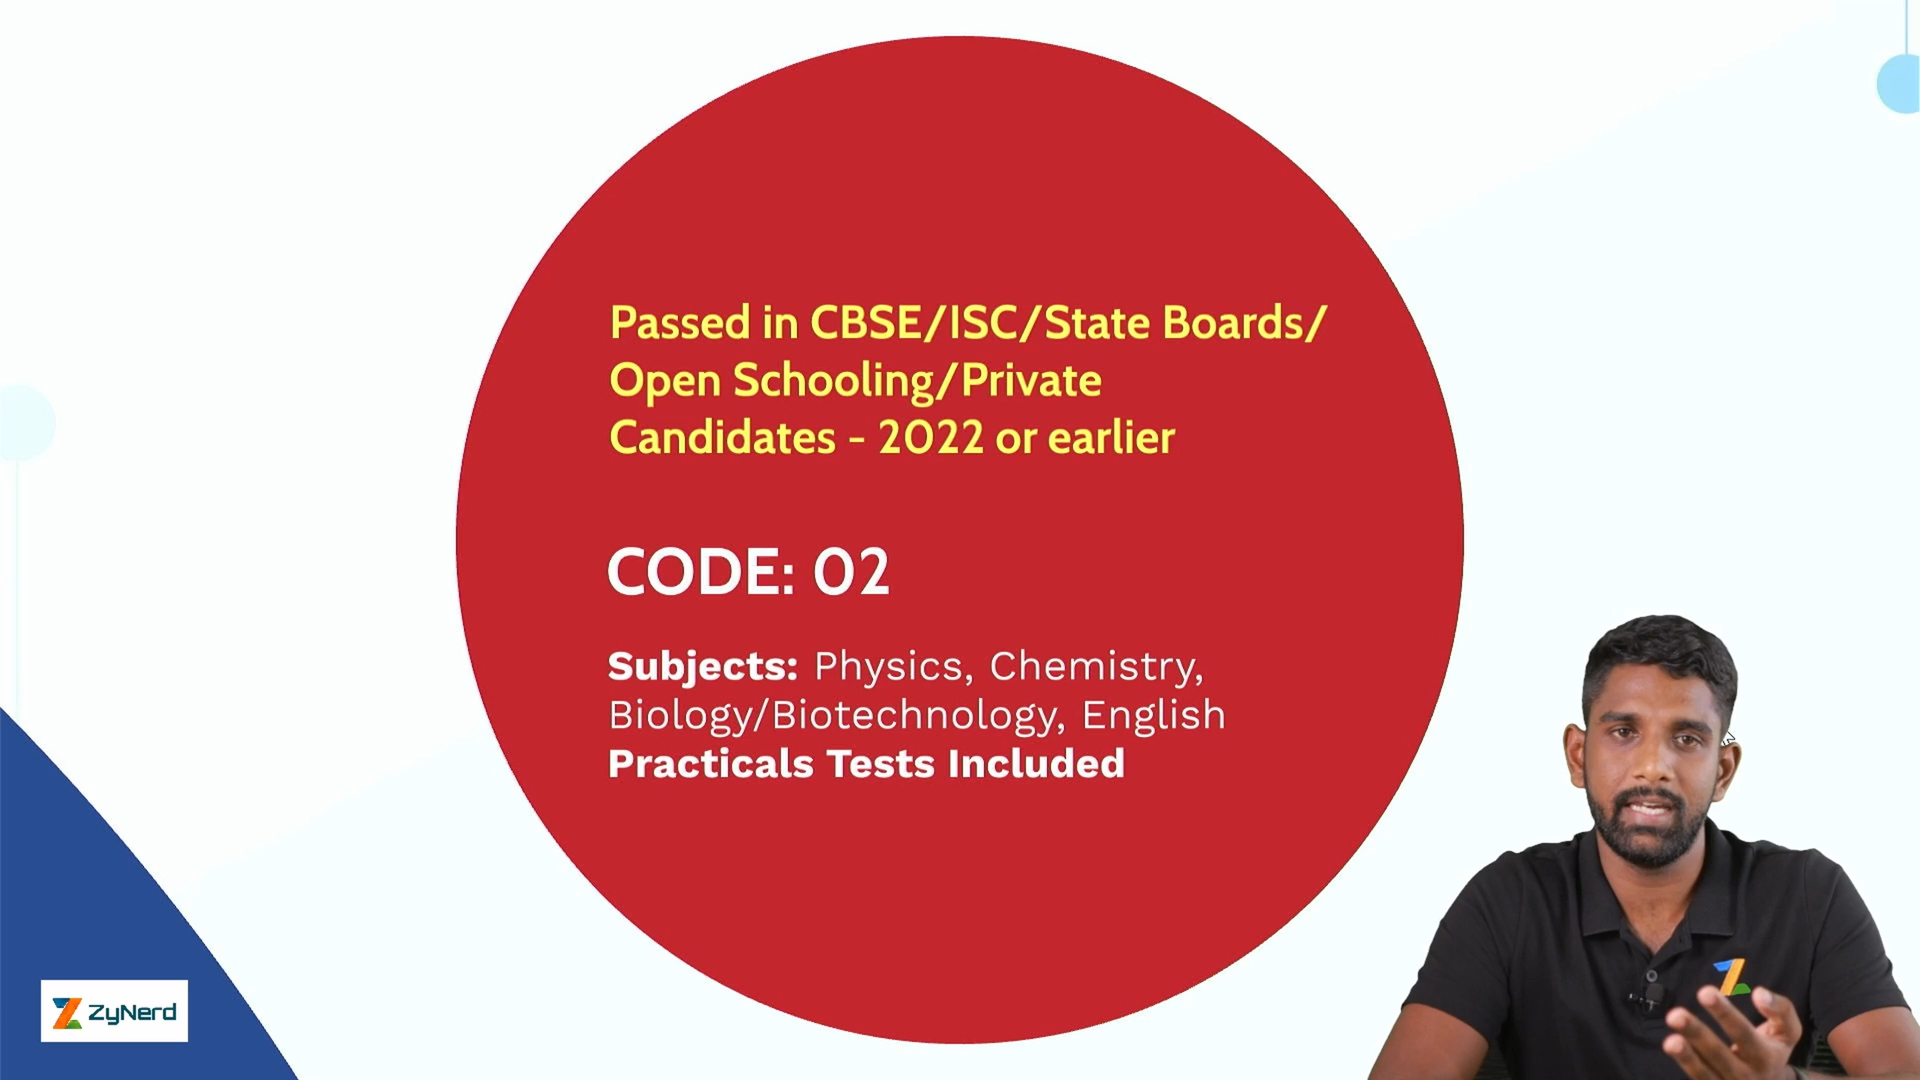 Passed in CBSE/ISC/State Boards/
Open Schooling/Private
Candidates - 2022 or earlier
CODE: 02
Subjects: Physics, Chemistry,
Biology/Biotechnology, English
Practicals Tests Included
ZyNerd